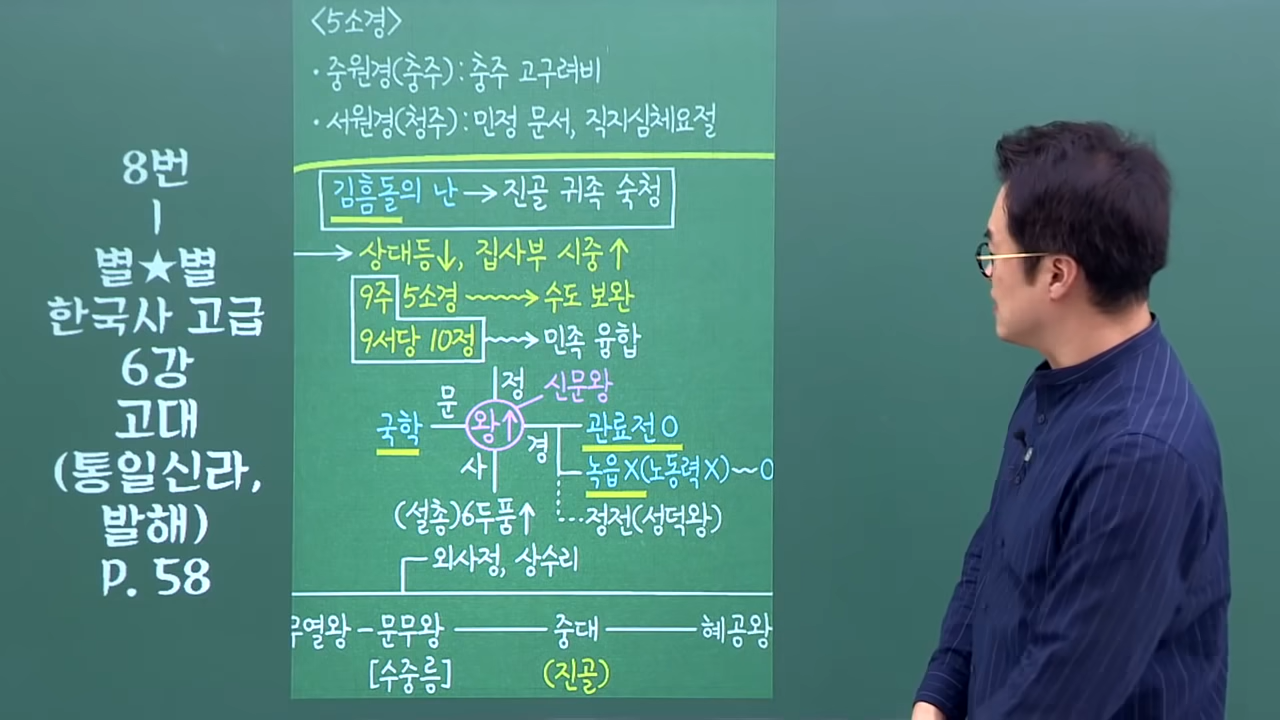 8번
|
별★별
한국사 고급
6강
고대
(통일신라,
발해)
P. 58
<5소경>
· 중원경(충주) : 충주 고구려비
· 서원경(청주) : 민정 문서, 직지심체요절
김흠돌의 난 → 진골 귀족 숙청
→ 상대등↓, 집사부 시중↑
9주 5소경 → 수도 보완
9서당 10정 → 민족 융합
정 신문왕
문
국학 왕↑ 관료전 O
경
사 녹읍X(노동력X)~O
(설총)6두품↑ 정전(성덕왕)
외사정, 상수리
무열왕 - 문무왕 — 중대 — 혜공왕
[수중릉] (진골)